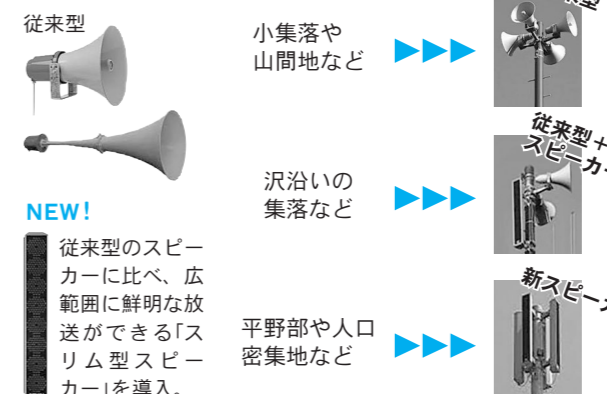 従来型
小集落や
山間地など
従来型+
スピーカ
沢沿いの
集落など
NEW!
従来型のスピー
カーに比べ、広
範囲に鮮明な放
送ができる「ス
リム型スピー
カー」を導入。
平野部や人口
密集地など
新スピー